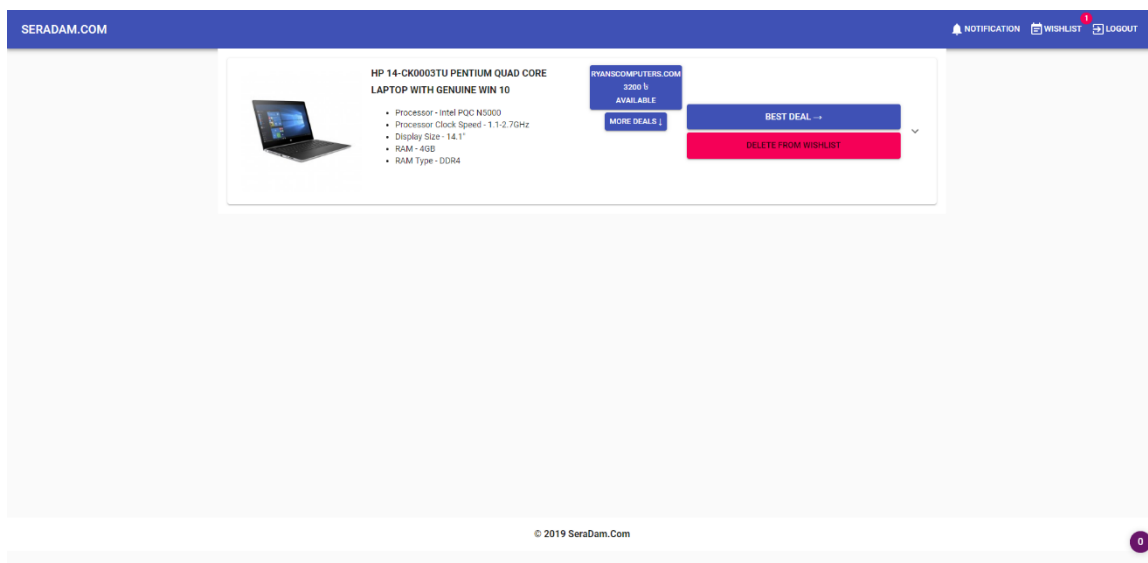 SERADAM.COM
NOTIFICATION
WISHLIST
1
LOGOUT
HP 14-CK0003TU PENTIUM QUAD CORE
LAPTOP WITH GENUINE WIN 10
Processor - Intel PQC N5000
Processor Clock Speed - 1.1-2.7GHz
Display Size - 14.1"
RAM - 4GB
RAM Type - DDR4
RYANSCOMPUTERS.COM
3200 ৳
AVAILABLE
MORE DEALS ↓
BEST DEAL →
DELETE FROM WISHLIST
© 2019 SeraDam.Com
0